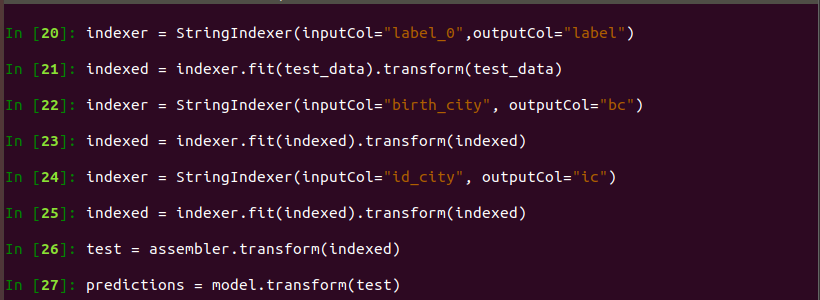 In [20]: indexer = StringIndexer(inputCol="label_0",outputCol="label")
In [21]: indexed = indexer.fit(test_data).transform(test_data)
In [22]: indexer = StringIndexer(inputCol="birth_city", outputCol="bc")
In [23]: indexed = indexer.fit(indexed).transform(indexed)
In [24]: indexer = StringIndexer(inputCol="id_city", outputCol="ic")
In [25]: indexed = indexer.fit(indexed).transform(indexed)
In [26]: test = assembler.transform(indexed)
In [27]: predictions = model.transform(test)